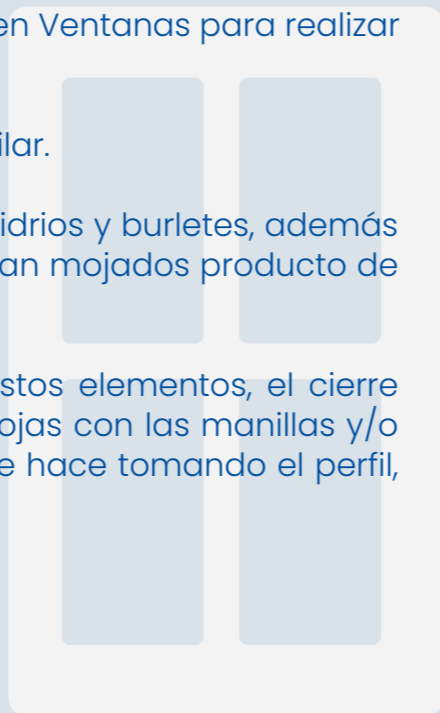 en Ventanas para realizar
ilar.
idrios y burletes, además
an mojados producto de
stos elementos, el cierre
ojas con las manillas y/o
e hace tomando el perfil,